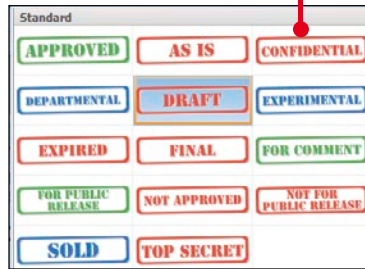 Standard
APPROVED AS IS CONFIDENTIAL
DEPARTMENTAL DRAFT EXPERIMENTAL
EXPIRED FINAL FOR COMMENT
FOR PUBLIC
RELEASE
NOT APPROVED
NOT FOR
PUBLIC RELEASE
SOLD TOP SECRET